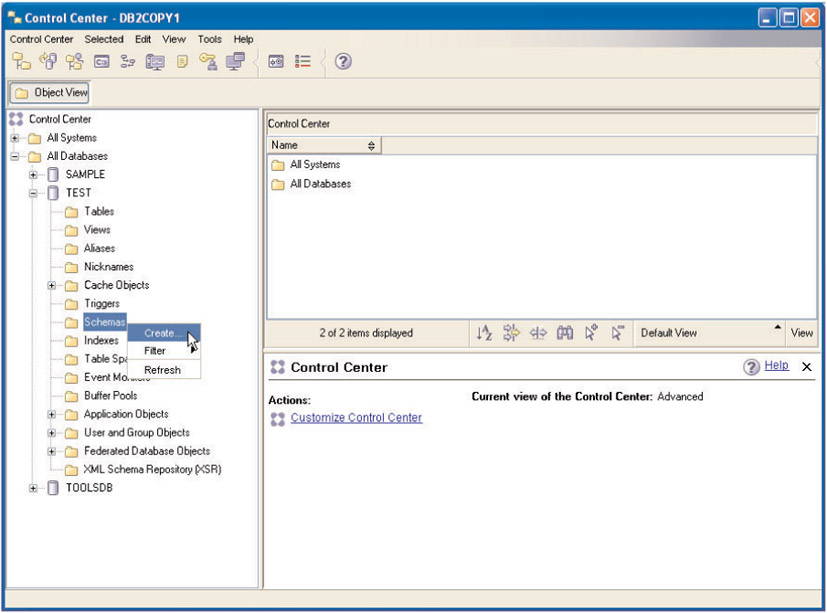 Control Center - DB2COPY1
Control Center Selected Edit View Tools Help
Object View
Control Center
All Systems
All Databases
SAMPLE
TEST
Tables
Views
Aliases
Nicknames
Cache Objects
Triggers
Schemas
Indexes
Table Spa
Event Mo
Buffer Pools
Application Objects
User and Group Objects
Federated Database Objects
XML Schema Repository (XSR)
TOOLSDB
Create...
Filter
Refresh
Control Center
Name
All Systems
All Databases
2 of 2 items displayed
Default View
View
Control Center
Help
Actions:
Customize Control Center
Current view of the Control Center: Advanced